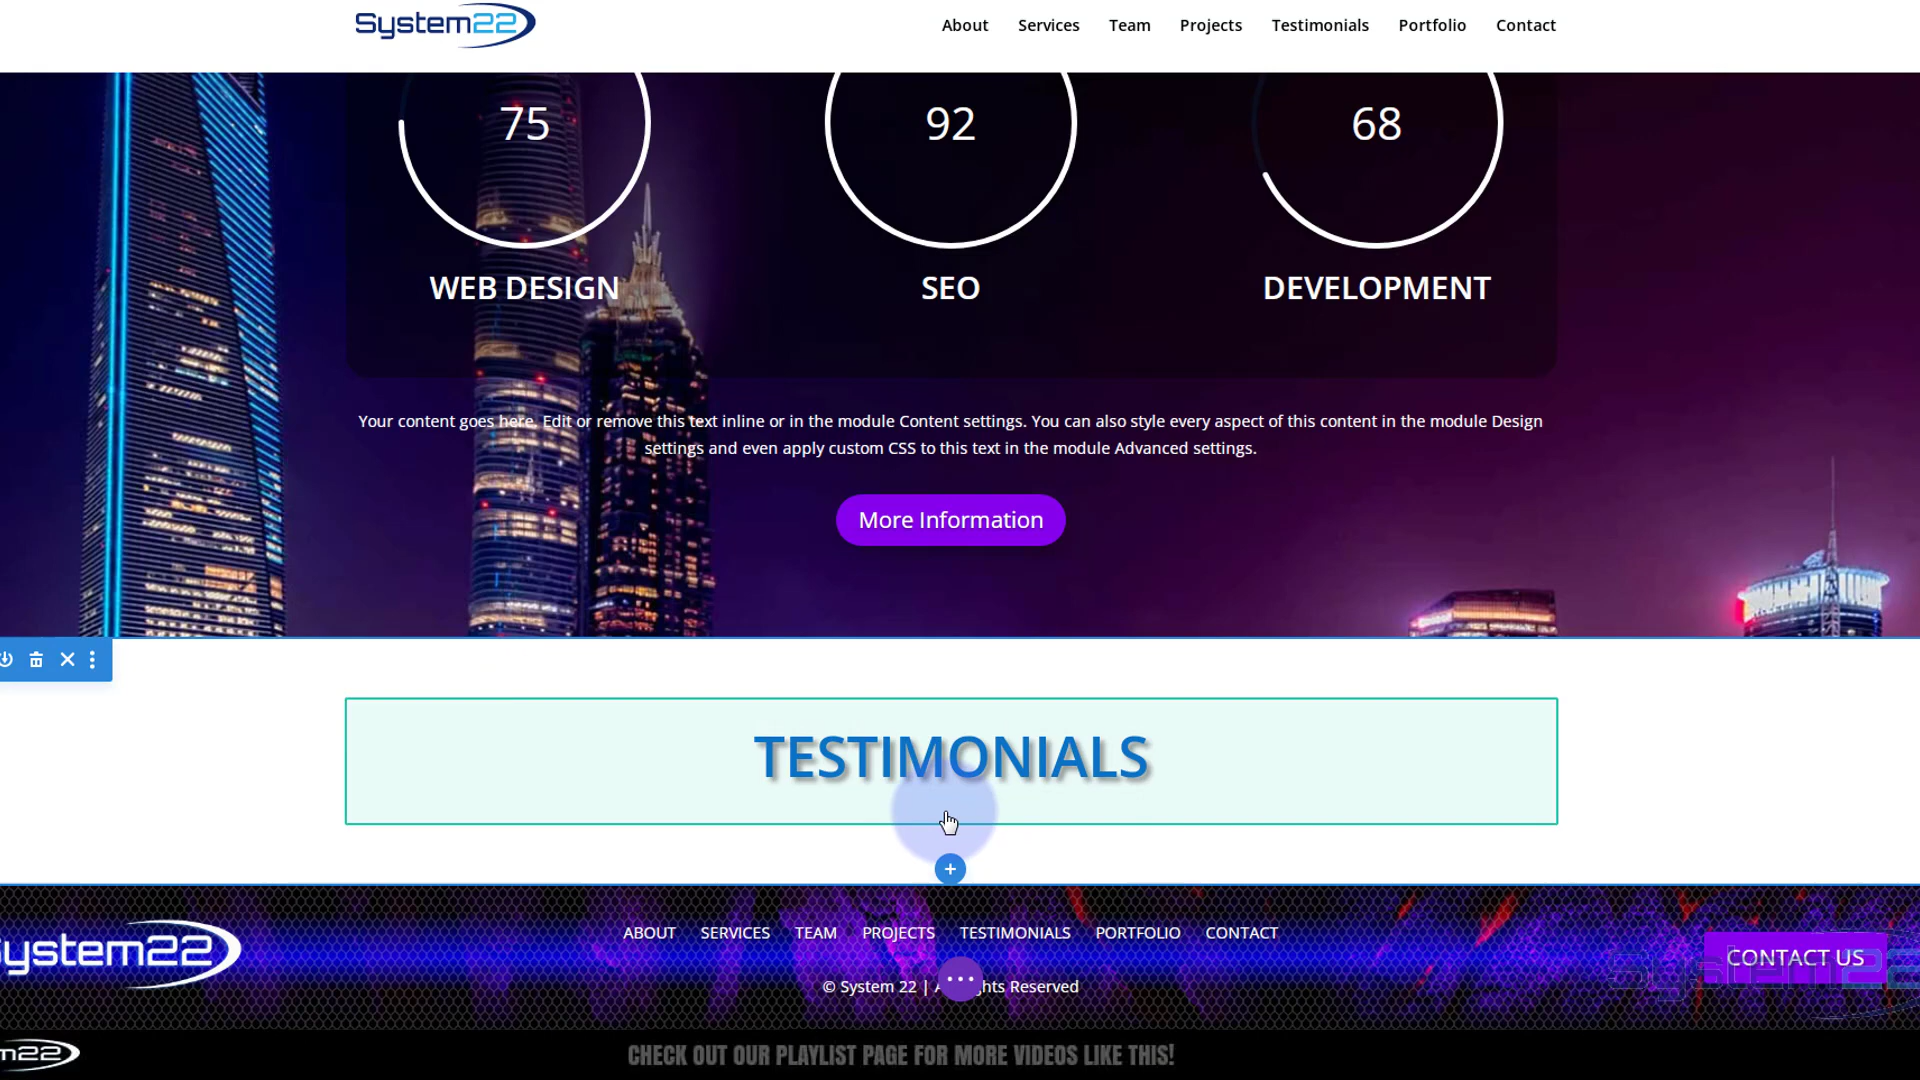 System22
About Services Team Projects Testimonials Portfolio Contact
75
92
68
WEB DESIGN
SEO
DEVELOPMENT
Your content goes here. Edit or remove this text inline or in the module Content settings. You can also style every aspect of this content in the module Design
settings and even apply custom CSS to this text in the module Advanced settings.
More Information
TESTIMONIALS
ystem22
ABOUT SERVICES TEAM PROJECTS TESTIMONIALS PORTFOLIO CONTACT
CONTACT US
system 22
© System 22 | A ghts Reserved
m22
CHECK OUT OUR PLAYLIST PAGE FOR MORE VIDEOS LIKE THIS!